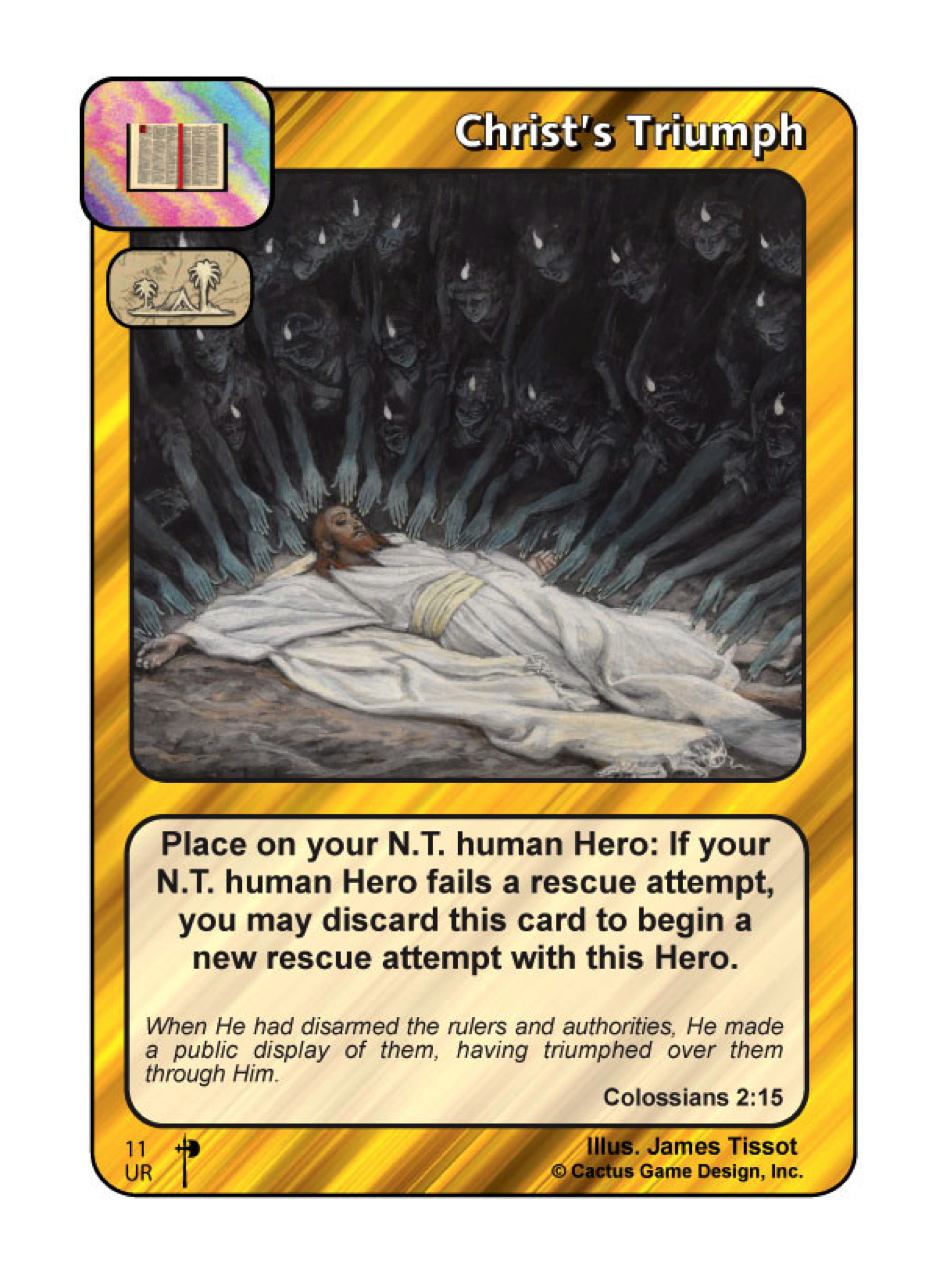 Christ's Triumph
Place on your N.T. human Hero: If your
N.T. human Hero fails a rescue attempt,
you may discard this card to begin a
new rescue attempt with this Hero.
When He had disarmed the rulers and authorities, He made
a public display of them, having triumphed over them
through Him.
Colossians 2:15
11
UR
Illus. James Tissot
© Cactus Game Design, Inc.